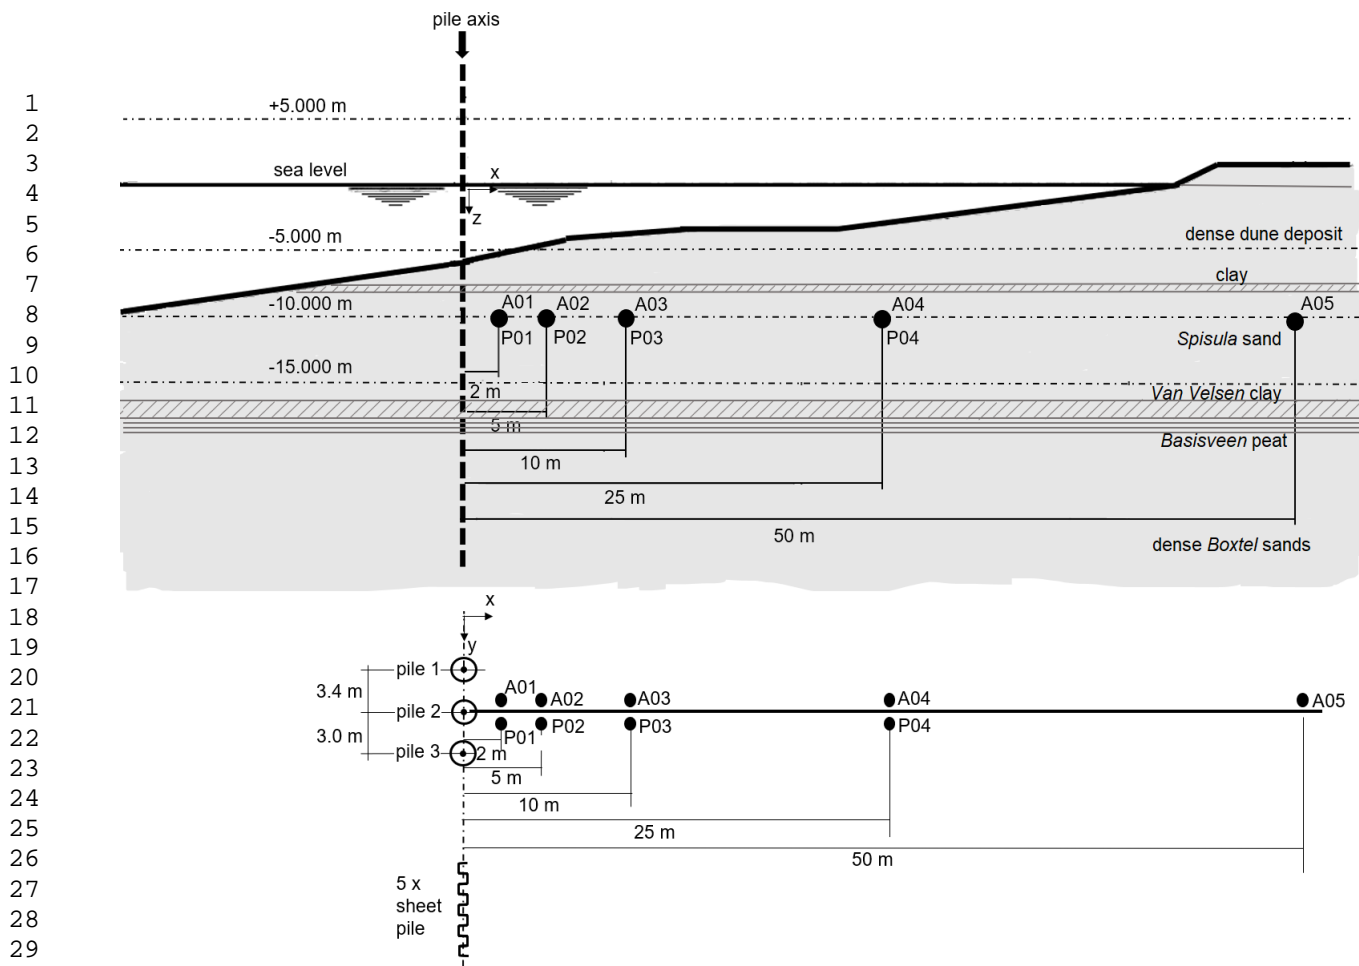 pile axis
1
+5.000 m
2
3
sea level
x
4
z
5
-5.000 m
dense dune deposit
6
clay
7
-10.000 m
A01
A02
A03
A04
A05
8
P01
P02
P03
P04
Spisula sand
9
-15.000 m
10
2 m
Van Velsen clay
11
5 m
12
Basisveen peat
13
10 m
14
25 m
15
50 m
16
dense Boxtel sands
17
x
18
19
y
pile 1
20
3.4 m
A01
A02
A03
A04
A05
21
pile 2
22
3.0 m
P01
P02
P03
P04
pile 3
2 m
23
5 m
24
10 m
25
25 m
26
50 m
27
5 x
28
sheet
pile
29